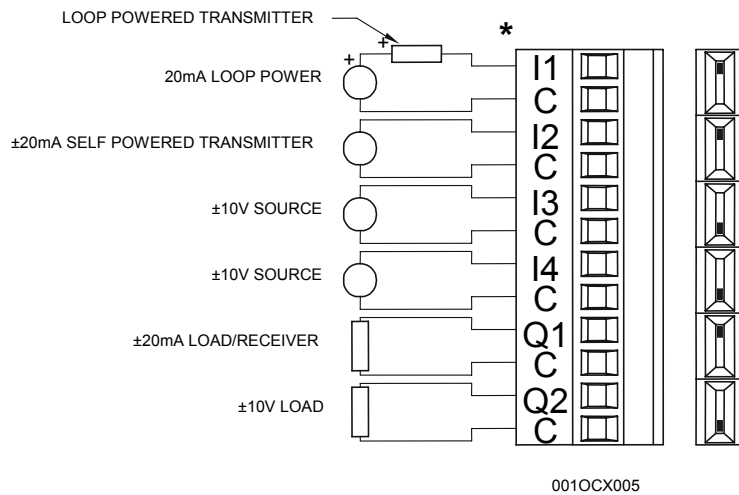 LOOP POWERED TRANSMITTER
*
+
+
20mA LOOP POWER
I1
C
±20mA SELF POWERED TRANSMITTER
I2
C
±10V SOURCE
I3
C
±10V SOURCE
I4
C
±20mA LOAD/RECEIVER
Q1
C
±10V LOAD
Q2
C
001OCX005